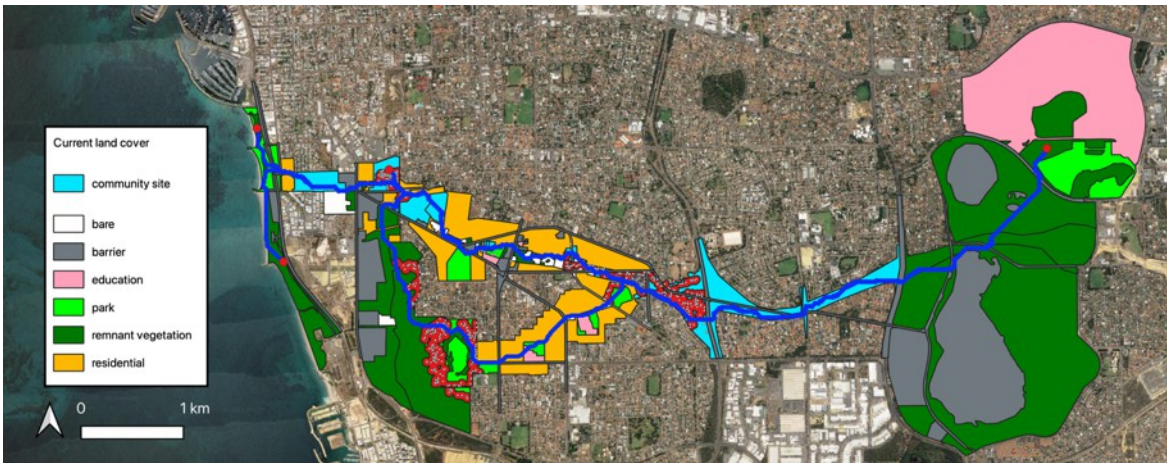 Current land cover
community site
bare
barrier
education
park
remnant vegetation
residential
0 1 km